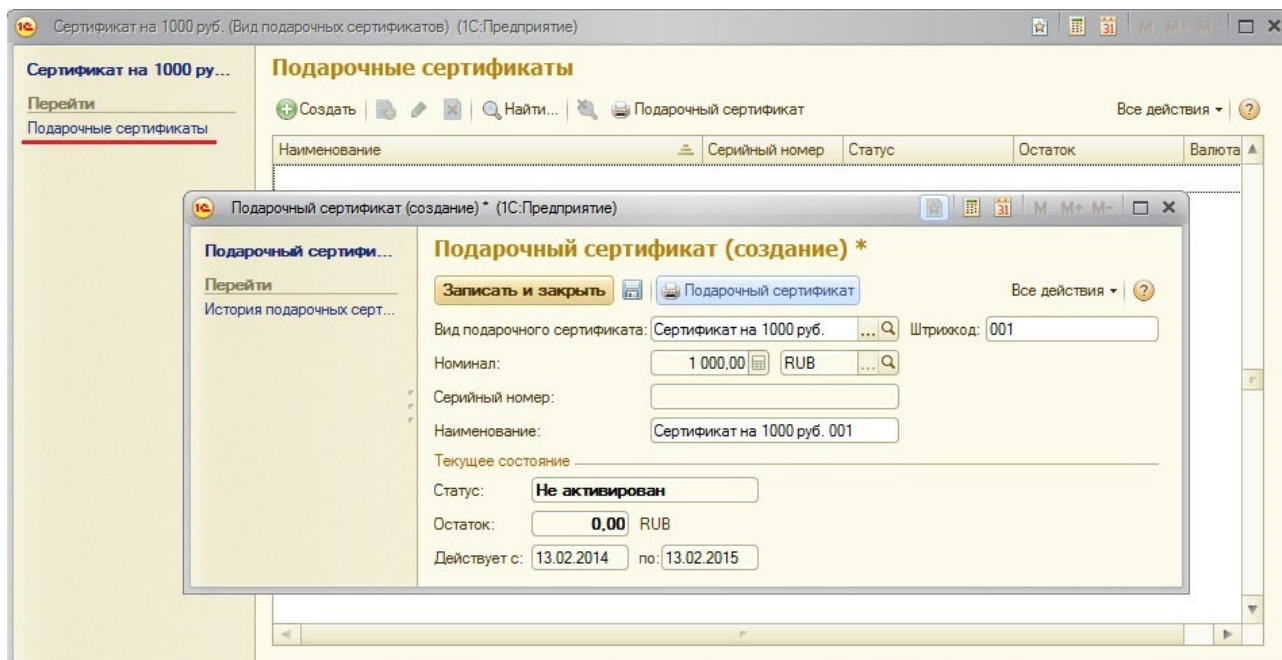 Сертификат на 1000 руб. (Вид подарочных сертификатов) (1С:Предприятие)
31 M M+ M-
Сертификат на 1000 ру...
Перейти
Подарочные сертификаты
Подарочные сертификаты
Создать Найти... Подарочный сертификат Все действия ?
Наименование Серийный номер Статус Остаток Валюта
Подарочный сертификат (создание) * (1С:Предприятие)
31 M M+ M-
Подарочный сертифи...
Перейти
История подарочных серт...
Подарочный сертификат (создание) *
Записать и закрыть Подарочный сертификат Все действия ?
Вид подарочного сертификата: Сертификат на 1000 руб. ... Штрихкод: 001
Номинал: 1 000,00 RUB ...
Серийный номер:
Наименование: Сертификат на 1000 руб. 001
Текущее состояние
Статус: Не активирован
Остаток: 0,00 RUB
Действует с: 13.02.2014 по: 13.02.2015